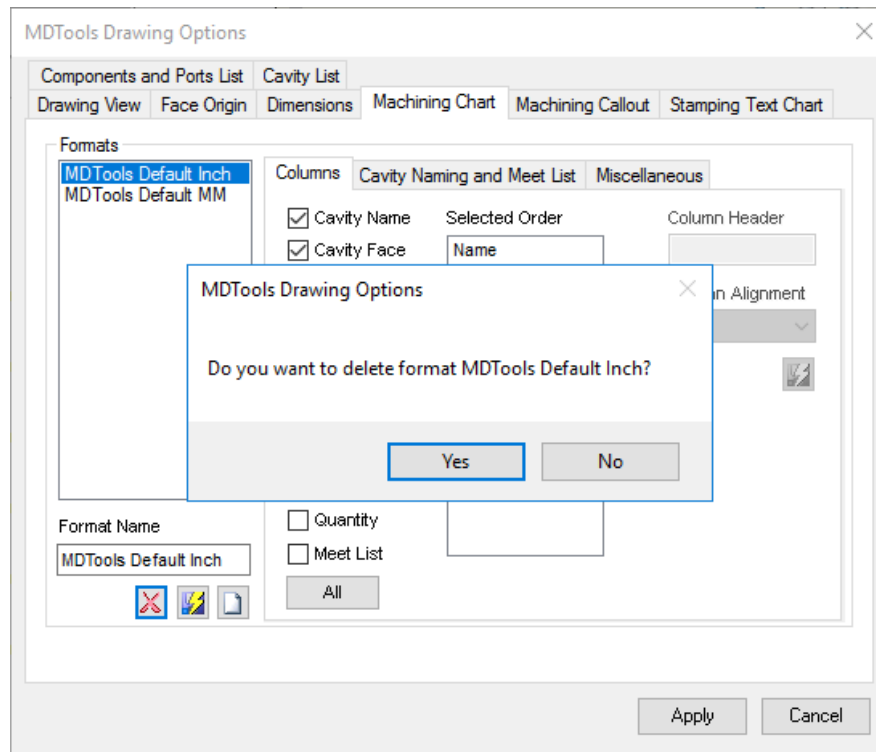 MDTools Drawing Options
Components and Ports List Cavity List
Drawing View Face Origin Dimensions Machining Chart Machining Callout Stamping Text Chart
Formats
MDTools Default Inch
MDTools Default MM
Columns Cavity Naming and Meet List Miscellaneous
Cavity Name Selected Order Column Header
Cavity Face Name
MDTools Drawing Options
Alignment
Do you want to delete format MDTools Default Inch?
Yes No
Quantity
Format Name
Meet List
MDTools Default Inch
All
Apply Cancel